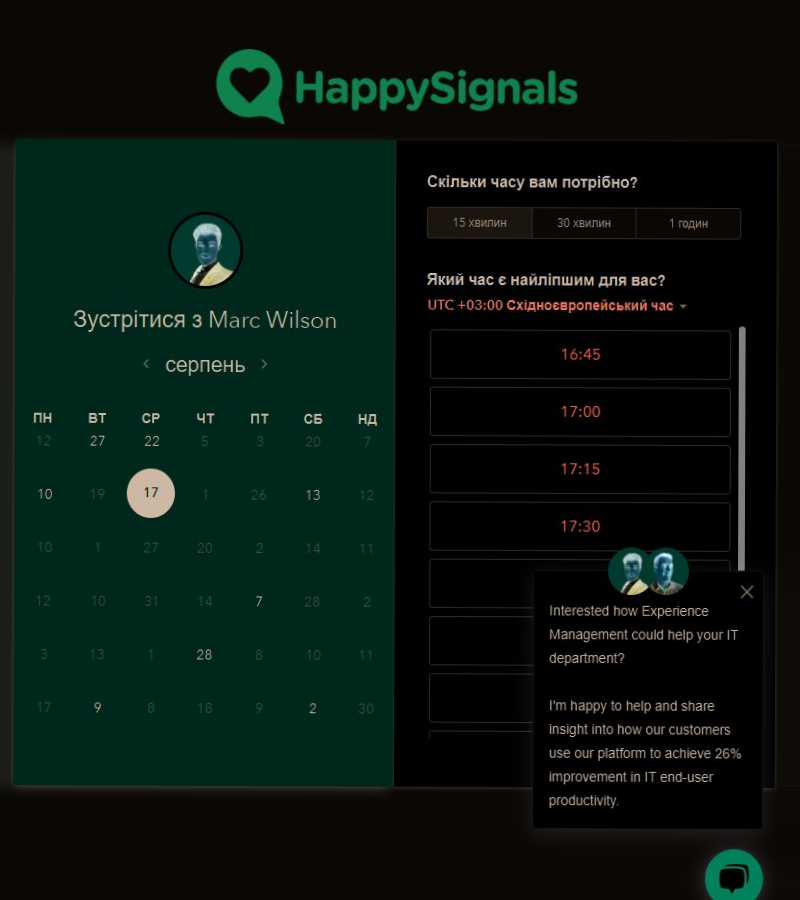 HappySignals
Зустрітися з Marc Wilson
серпень
ПН ВТ СР ЧТ ПТ СБ НД
12 27 22 5 3 20 7
10 19 17 1 26 13 12
10 1 27 20 2 14 11
12 10 31 14 7 28 2
3 13 1 28 8 10 11
17 9 8 18 9 2 30
Скільки часу вам потрібно?
15 хвилин 30 хвилин 1 годин
Який час є найліпшим для вас?
UTC +03:00 Східноєвропейський час
16:45
17:00
17:15
17:30
Interested how Experience
Management could help your IT
department?
I'm happy to help and share
insight into how our customers
use our platform to achieve 26%
improvement in IT end-user
productivity.